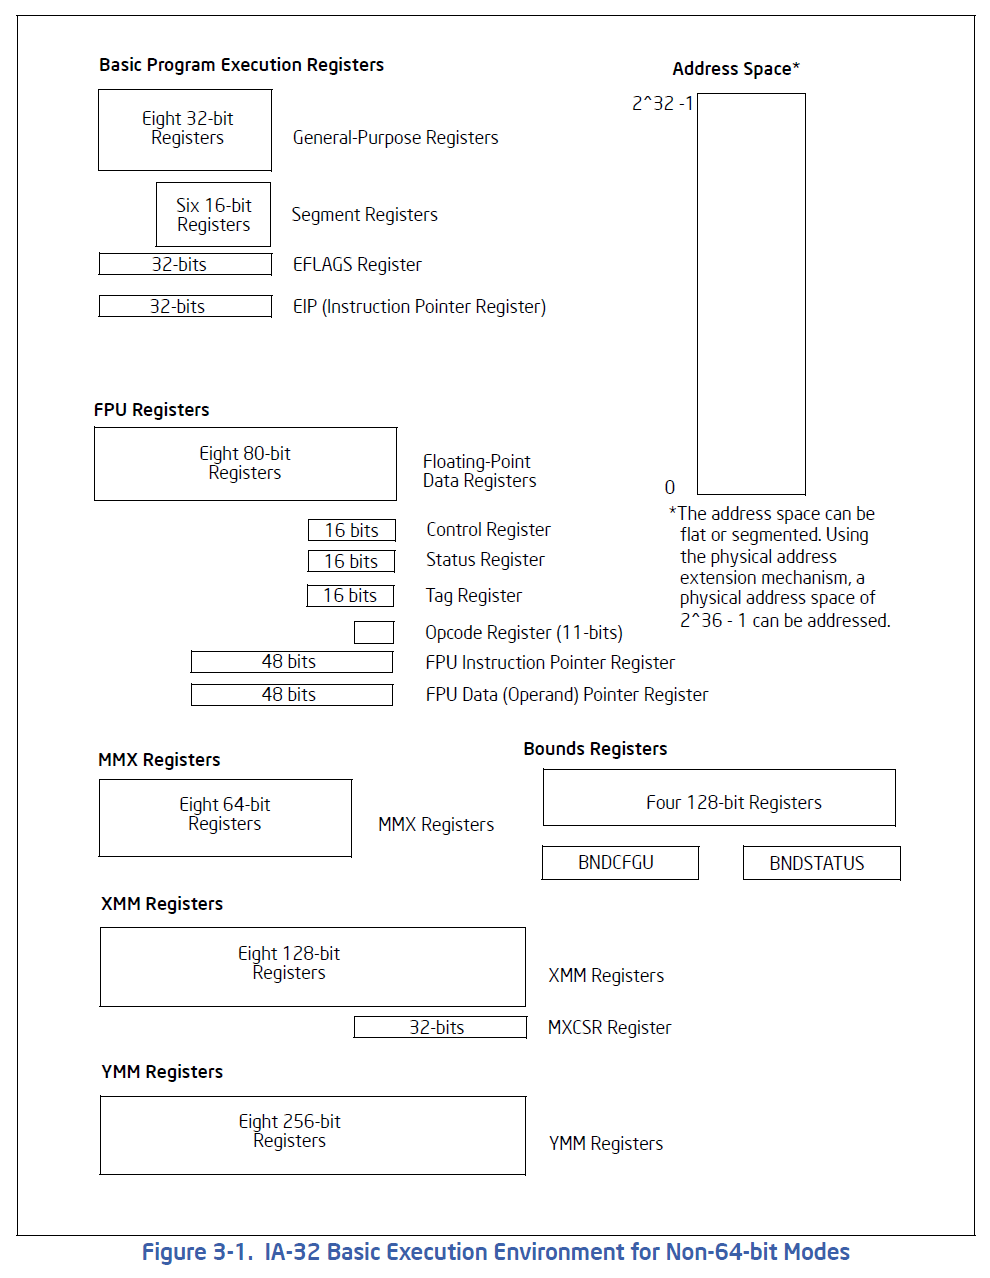 Basic Program Execution Registers
Address Space*
2^32 -1
Eight 32-bit
Registers
General-Purpose Registers
Six 16-bit
Registers
Segment Registers
32-bits
EFLAGS Register
32-bits
EIP (Instruction Pointer Register)
FPU Registers
Eight 80-bit
Registers
Floating-Point
Data Registers
0
*The address space can be
flat or segmented. Using
the physical address
extension mechanism, a
physical address space of
2^36 - 1 can be addressed.
16 bits
Control Register
16 bits
Status Register
16 bits
Tag Register
Opcode Register (11-bits)
48 bits
FPU Instruction Pointer Register
48 bits
FPU Data (Operand) Pointer Register
MMX Registers
Eight 64-bit
Registers
MMX Registers
Bounds Registers
Four 128-bit Registers
BNDCFGU
BNDSTATUS
XMM Registers
Eight 128-bit
Registers
XMM Registers
32-bits
MXCSR Register
YMM Registers
Eight 256-bit
Registers
YMM Registers
Figure 3-1. IA-32 Basic Execution Environment for Non-64-bit Modes